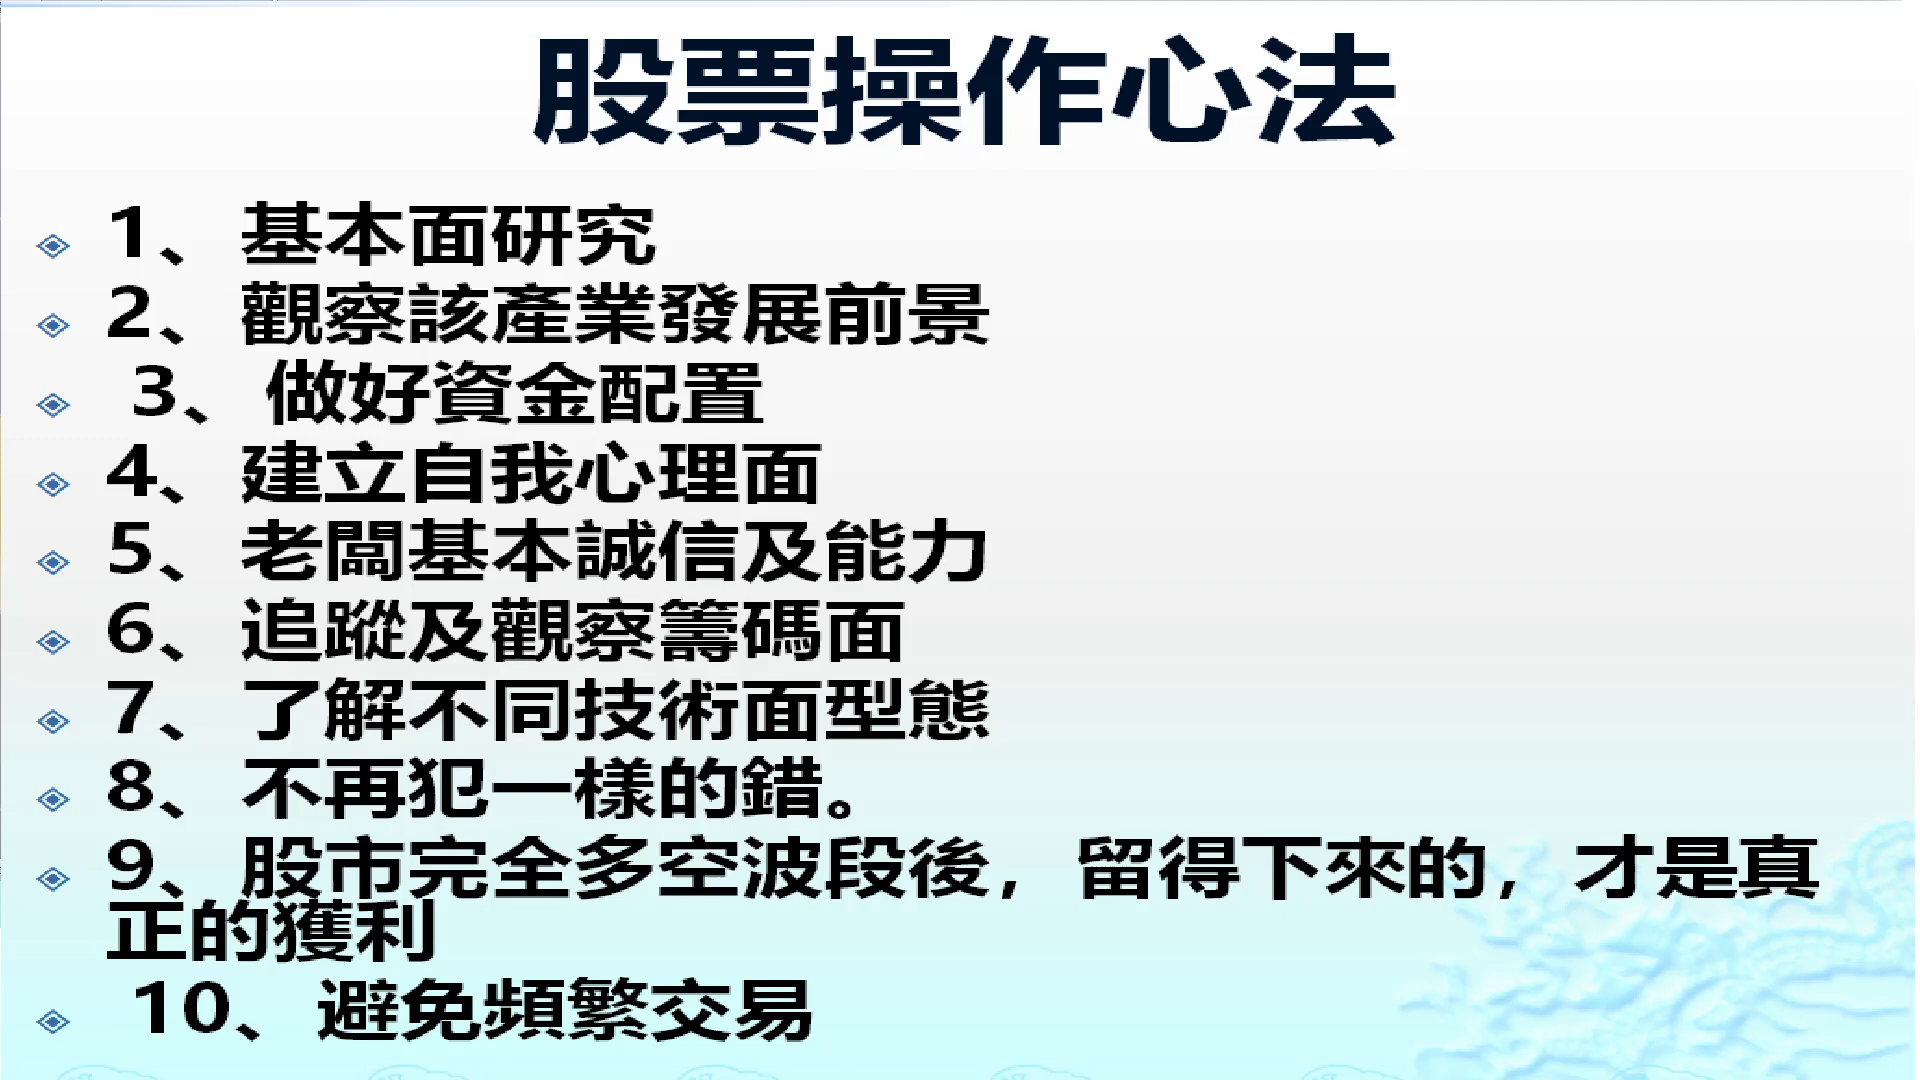 股票操作心法
1、 基本面研究
2、 觀察該產業發展前景
3、 做好資金配置
4、 建立自我心理面
5、 老闆基本誠信及能力
6、 追蹤及觀察籌碼面
7、 了解不同技術面型態
8、 不再犯一樣的錯。
9、 股市完全多空波段後，留得下來的，才是真
正的獲利
10、 避免頻繁交易